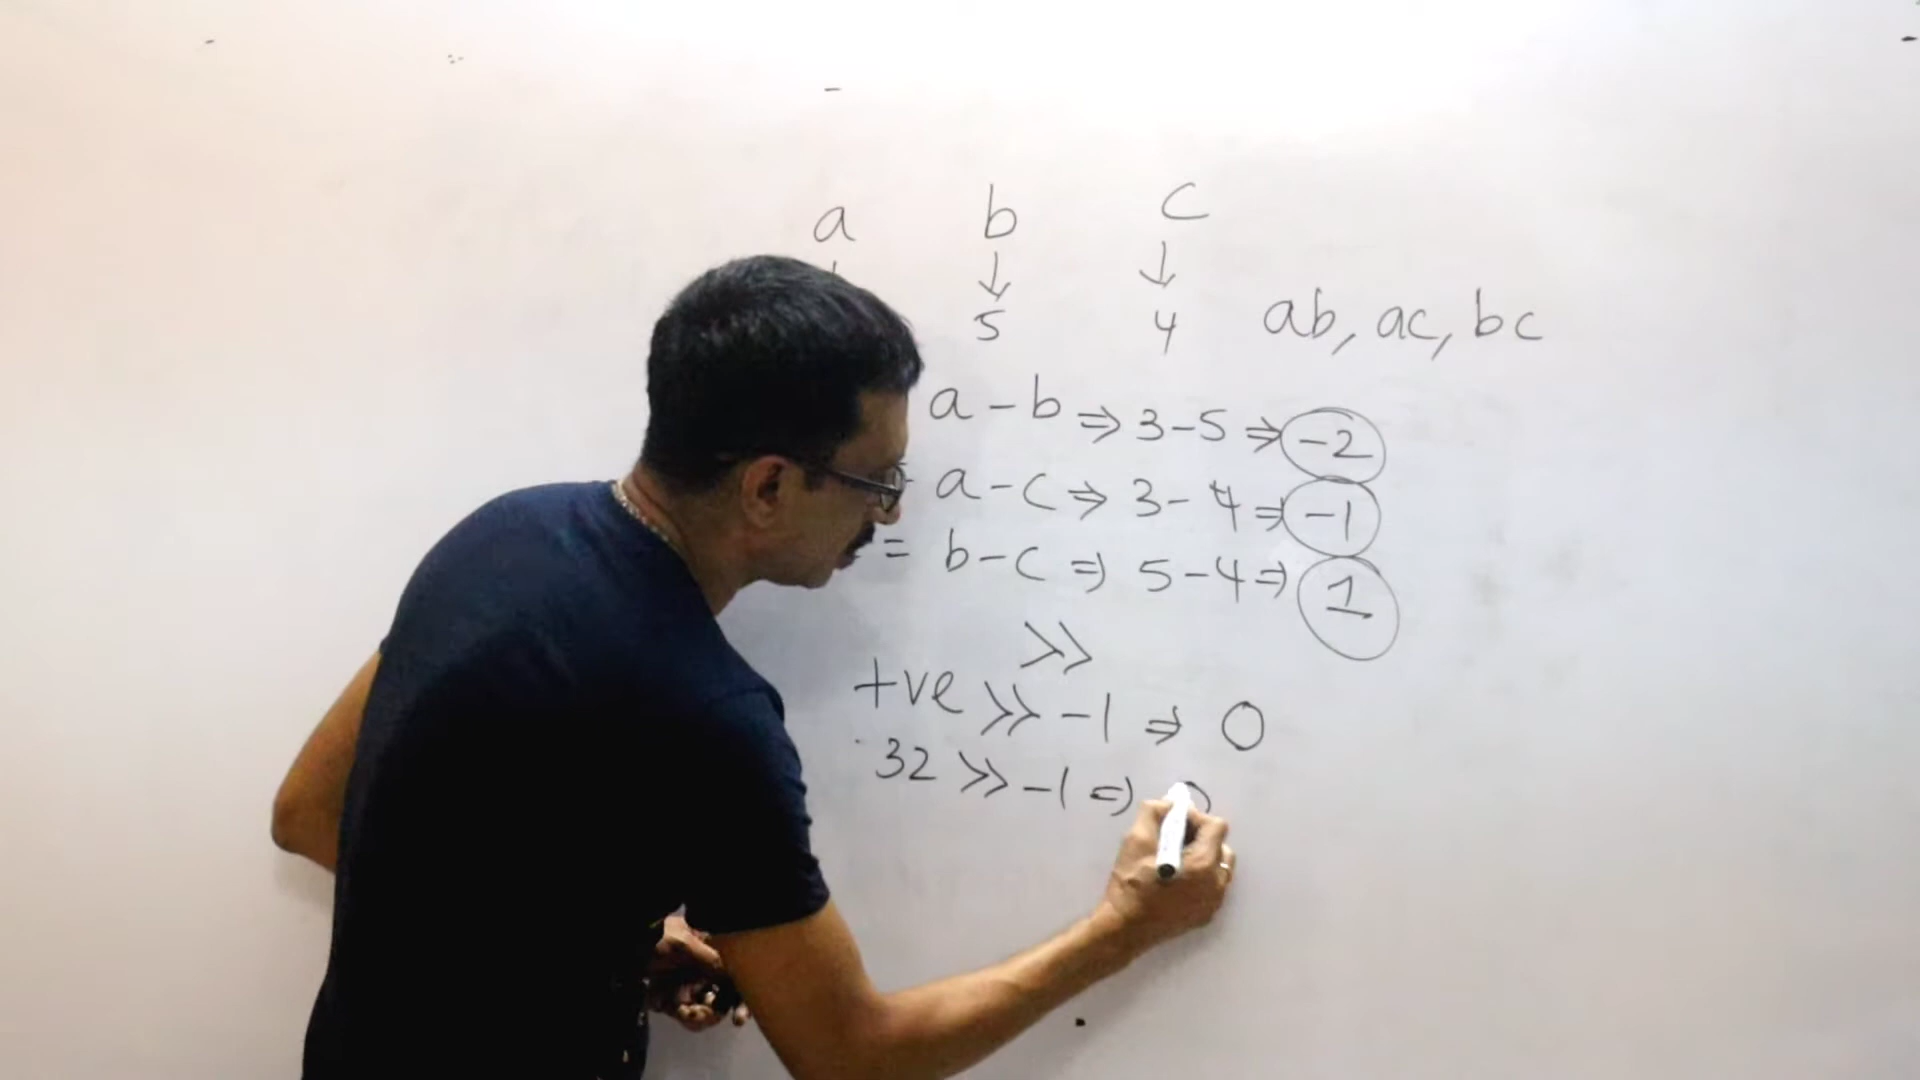 a b c
↓ ↓
5 4 ab, ac, bc
a - b ⇒ 3 - 5 ⇒ -2
a - c ⇒ 3 - 4 ⇒ -1
= b - c ⇒ 5 - 4 ⇒ 1
>>
+ve >> -1 ⇒ 0
32 >> -1 ⇒